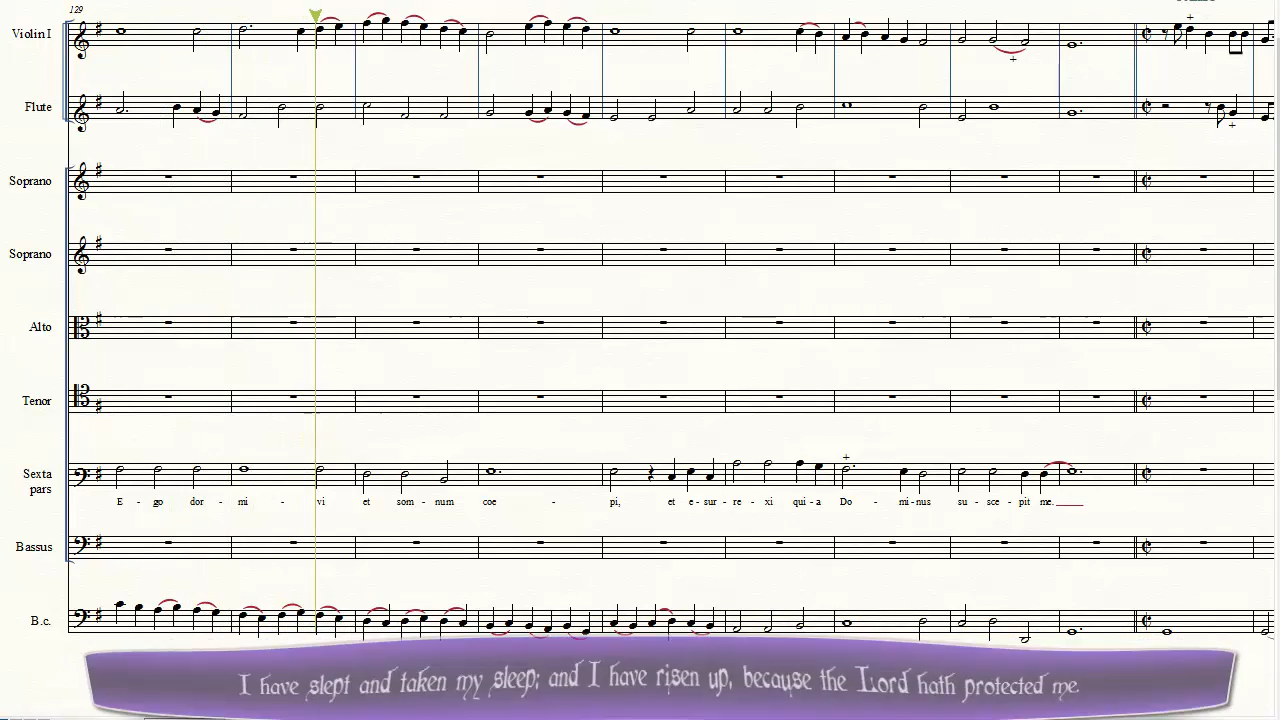 129
Violin I
Flute
Soprano
Soprano
Alto
Tenor
Sexta
pars
E - go dor - mi - vi et som - num coe - pi, et e - sur - re - xi qui - a Do - mi - nus su - sce - pit me.
Bassus
B.c.
I have slept and taken my sleep; and I have risen up, because the Lord hath protected me.